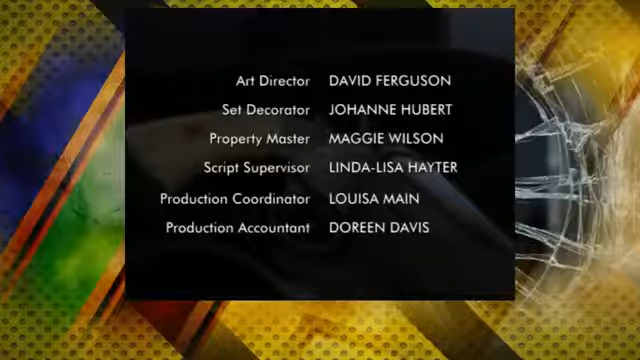 Art Director DAVID FERGUSON
Set Decorator JOHANNE HUBERT
Property Master MAGGIE WILSON
Script Supervisor LINDA-LISA HAYTER
Production Coordinator LOUISA MAIN
Production Accountant DOREEN DAVIS